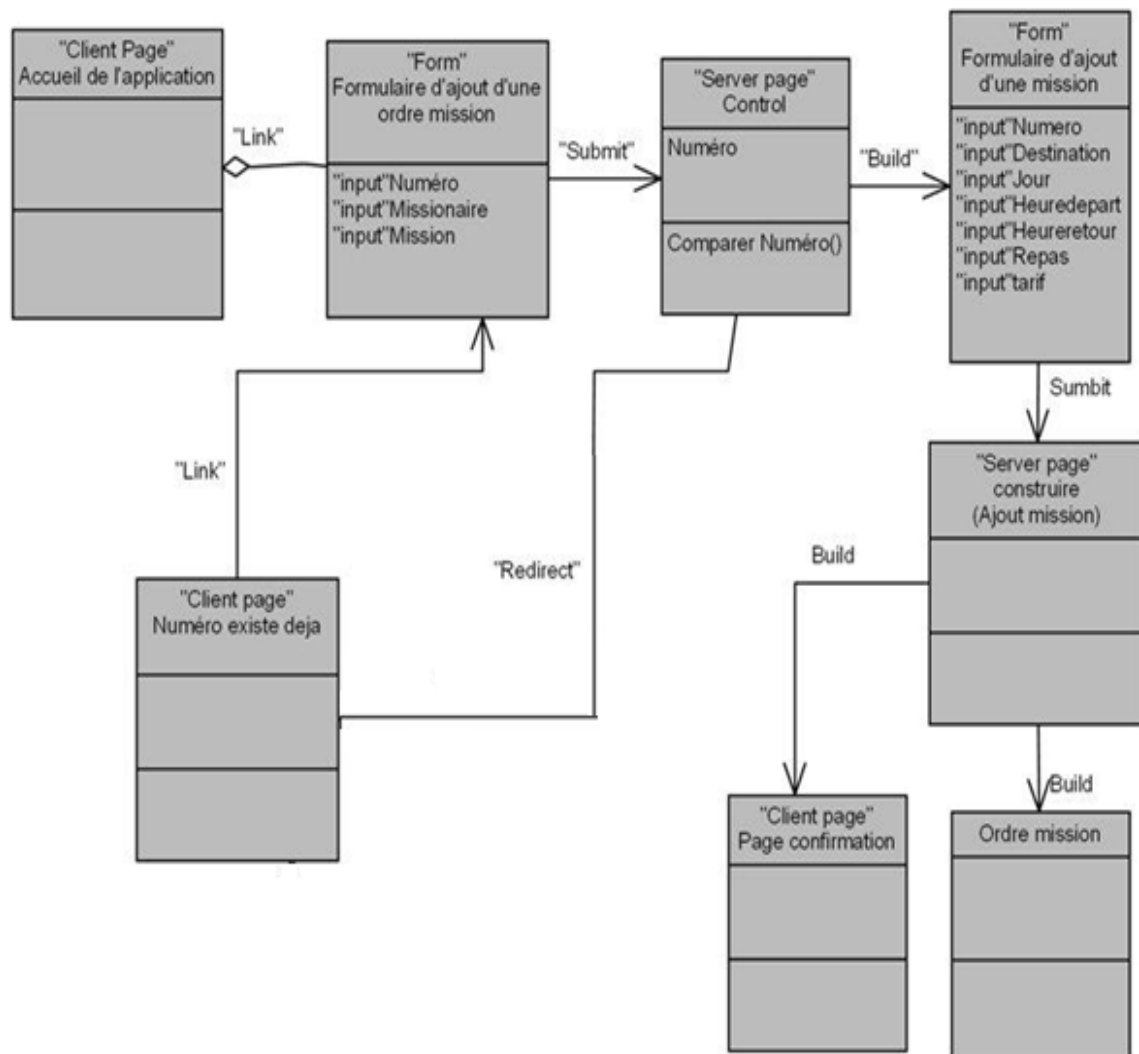 "Client Page"
Accueil de l'application
"Link"
"Form"
Formulaire d'ajout d'une
ordre mission
"input"Numéro
"input"Missionaire
"input"Mission
"Submit"
"Server page"
Control
Numéro
Comparer Numéro()
"Build"
"Form"
Formulaire d'ajout
d'une mission
"input"Numero
"input"Destination
"input"Jour
"input"Heuredepart
"input"Heureretour
"input"Repas
"input"tarif
Sumbit
"Server page"
construire
(Ajout mission)
"Link"
"Redirect"
Build
"Client page"
Numéro existe deja
Build
"Client page"
Page confirmation
Ordre mission